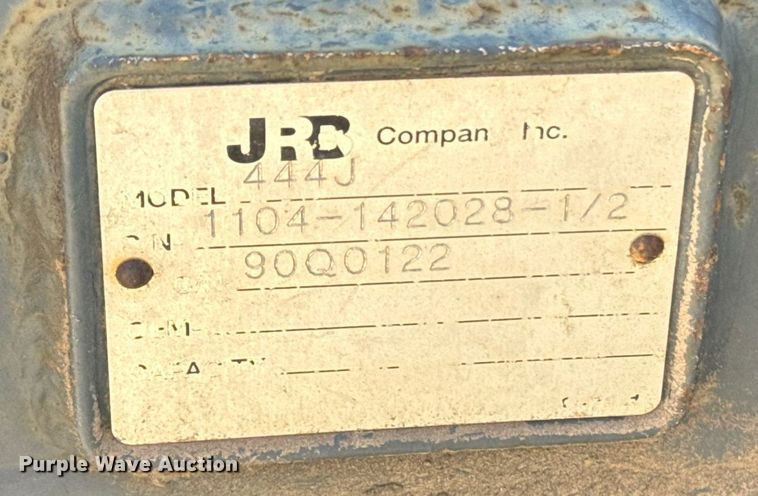 JRB Compan Inc.
MODEL 444J
1104-142028-1/2
90Q0122
Purple Wave Auction